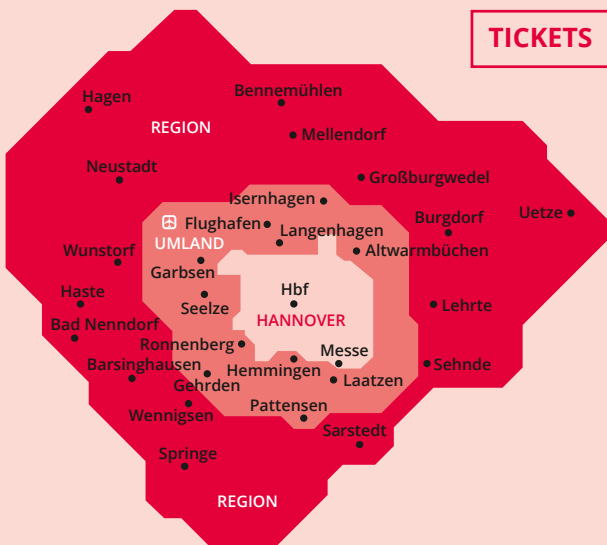 TICKETS
Hagen
Bennemühlen
REGION
Mellendorf
Neustadt
Großburgwedel
Isernhagen
Flughafen
Langenhagen
Burgdorf
Uetze
UMLAND
Altwarmbüchen
Wunstorf
Garbsen
Haste
Hbf
Seelze
Lehrte
HANNOVER
Bad Nenndorf
Ronnenberg
Messe
Barsinghausen
Hemmingen
Sehnde
Gehrden
Laatzen
Pattensen
Wennigsen
Sarstedt
Springe
REGION